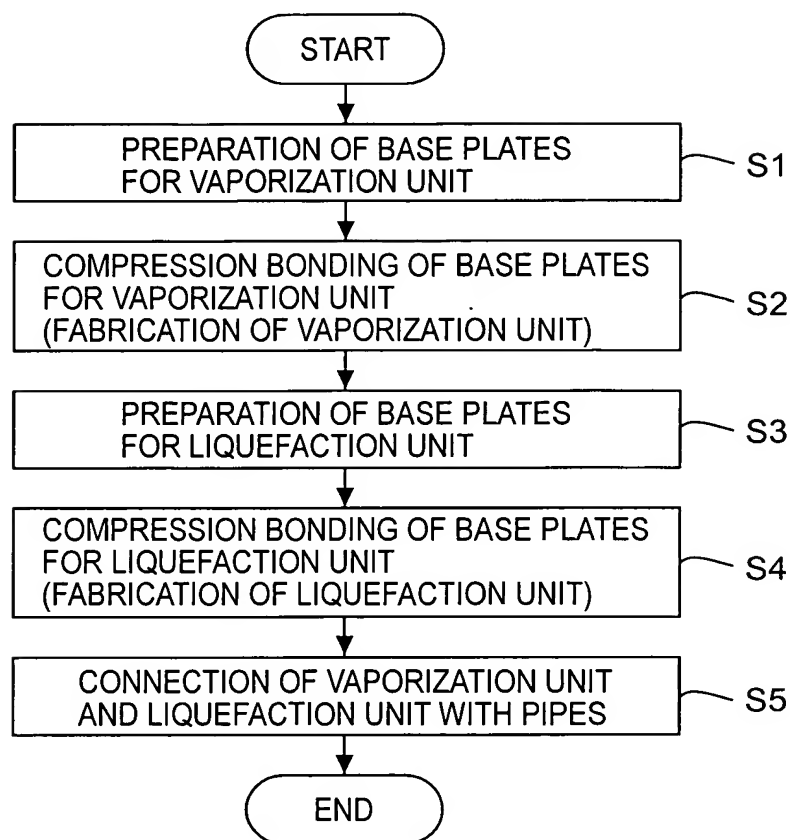 START
PREPARATION OF BASE PLATES
FOR VAPORIZATION UNIT
S1
COMPRESSION BONDING OF BASE PLATES
FOR VAPORIZATION UNIT
(FABRICATION OF VAPORIZATION UNIT)
S2
PREPARATION OF BASE PLATES
FOR LIQUEFACTION UNIT
S3
COMPRESSION BONDING OF BASE PLATES
FOR LIQUEFACTION UNIT
(FABRICATION OF LIQUEFACTION UNIT)
S4
CONNECTION OF VAPORIZATION UNIT
AND LIQUEFACTION UNIT WITH PIPES
S5
END